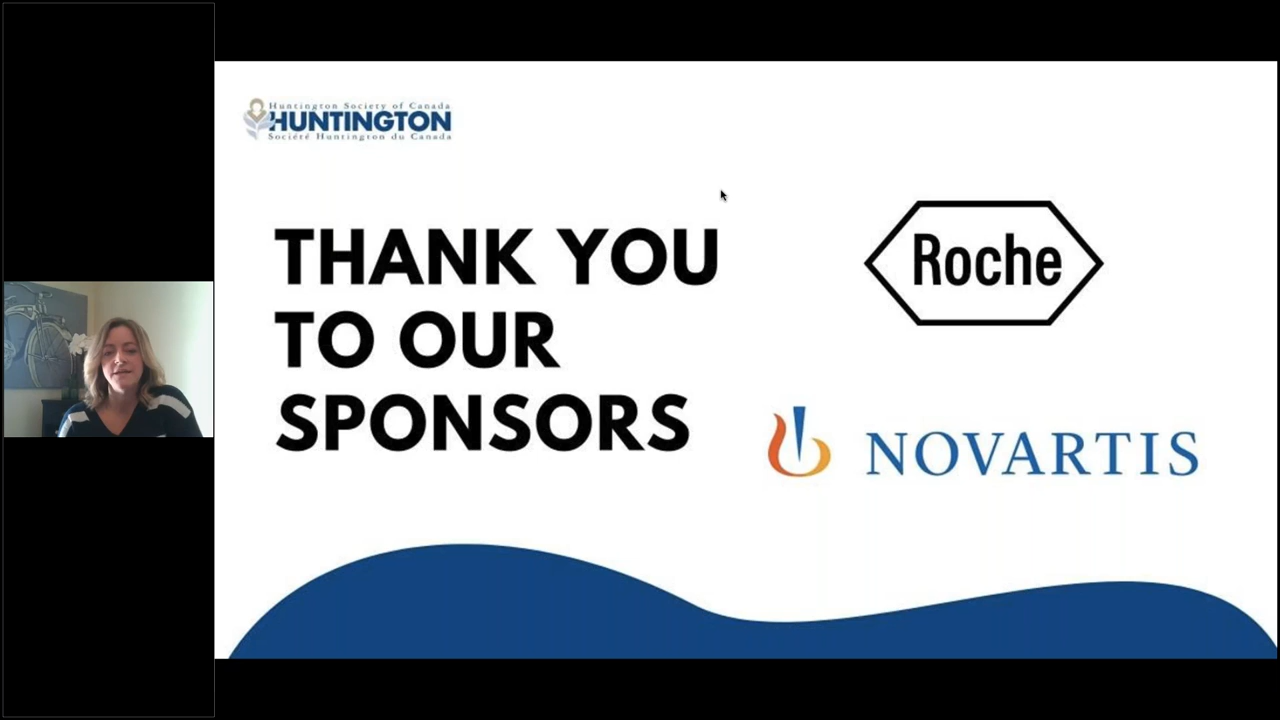 Huntington Society of Canada
HUNTINGTON
Société Huntington du Canada
THANK YOU
TO OUR
SPONSORS
Roche
NOVARTIS